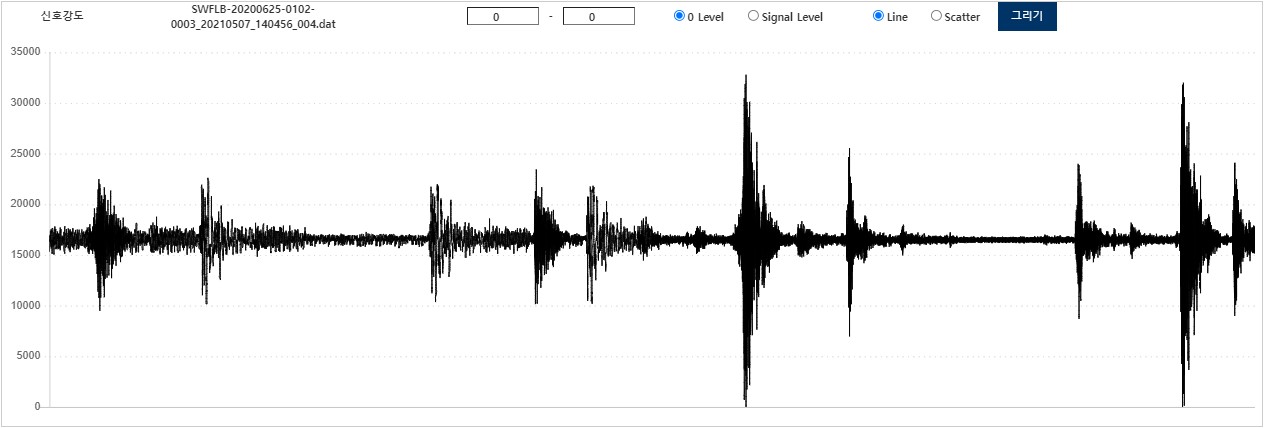 신호강도
SWFLB-20200625-0102-
0003_20210507_140456_004.dat
0 - 0
0 Level Signal Level
Line Scatter
그리기
35000
30000
25000
20000
15000
10000
5000
0